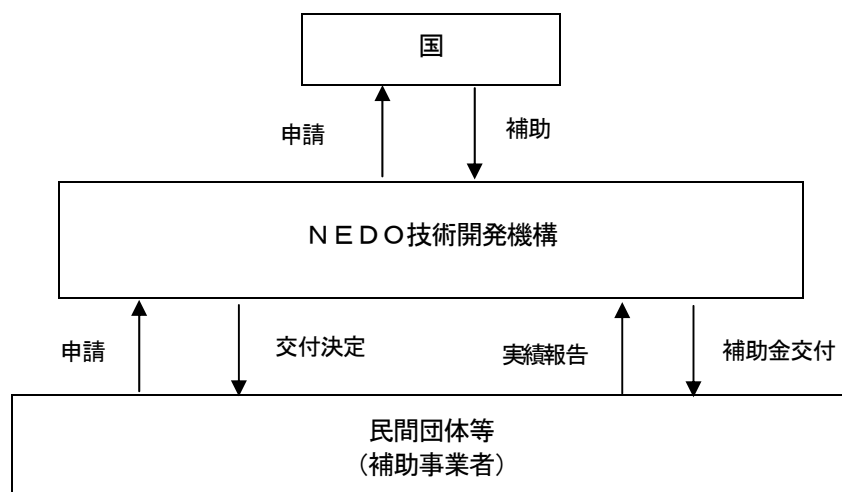 国
申請
補助
ＮＥＤＯ技術開発機構
申請
交付決定
実績報告
補助金交付
民間団体等
（補助事業者）